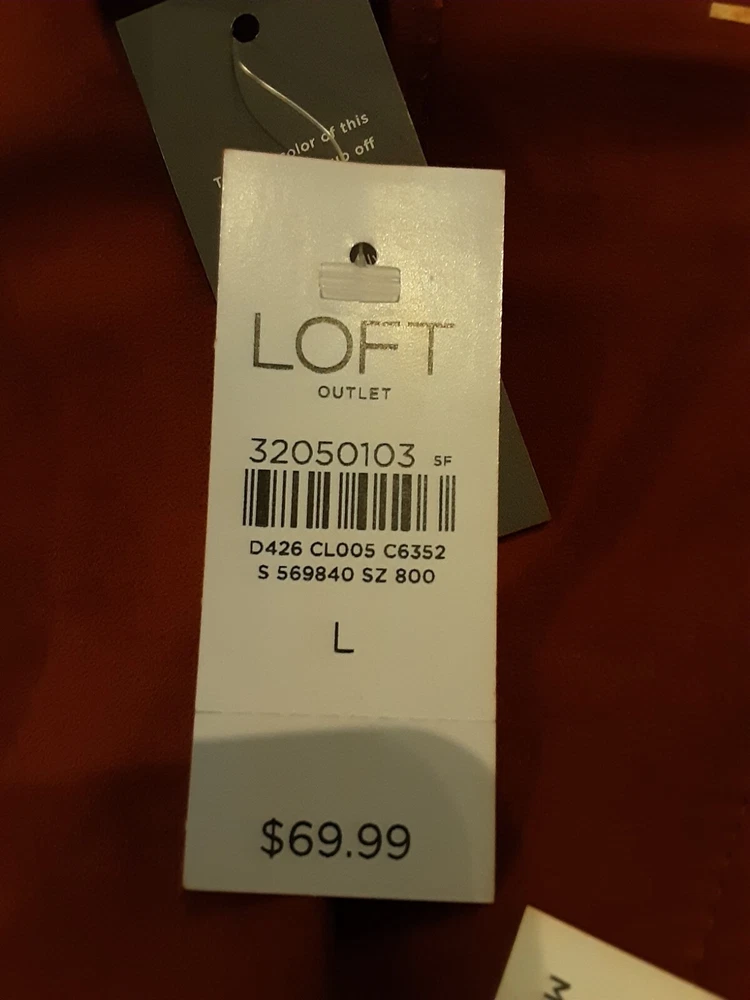 olor of this
off
LOFT
OUTLET
32050103 SF
D426 CL005 C6352
S 569840 SZ 800
L
$69.99
M